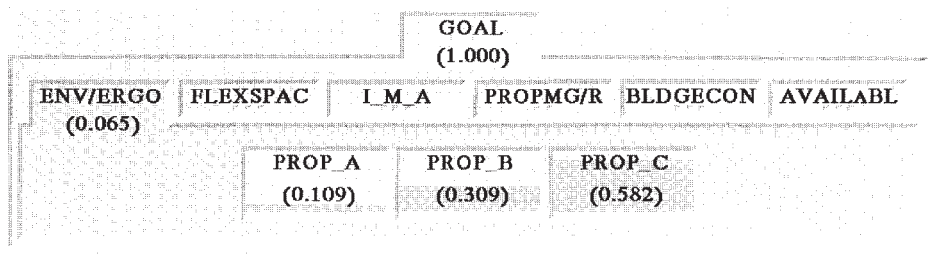 GOAL
(1.000)
ENV/ERGO FLEXSPAC I_M_A PROPMG/R BLDGECON AVAILABL
(0.065)
PROP_A PROP_B PROP_C
(0.109) (0.309) (0.582)